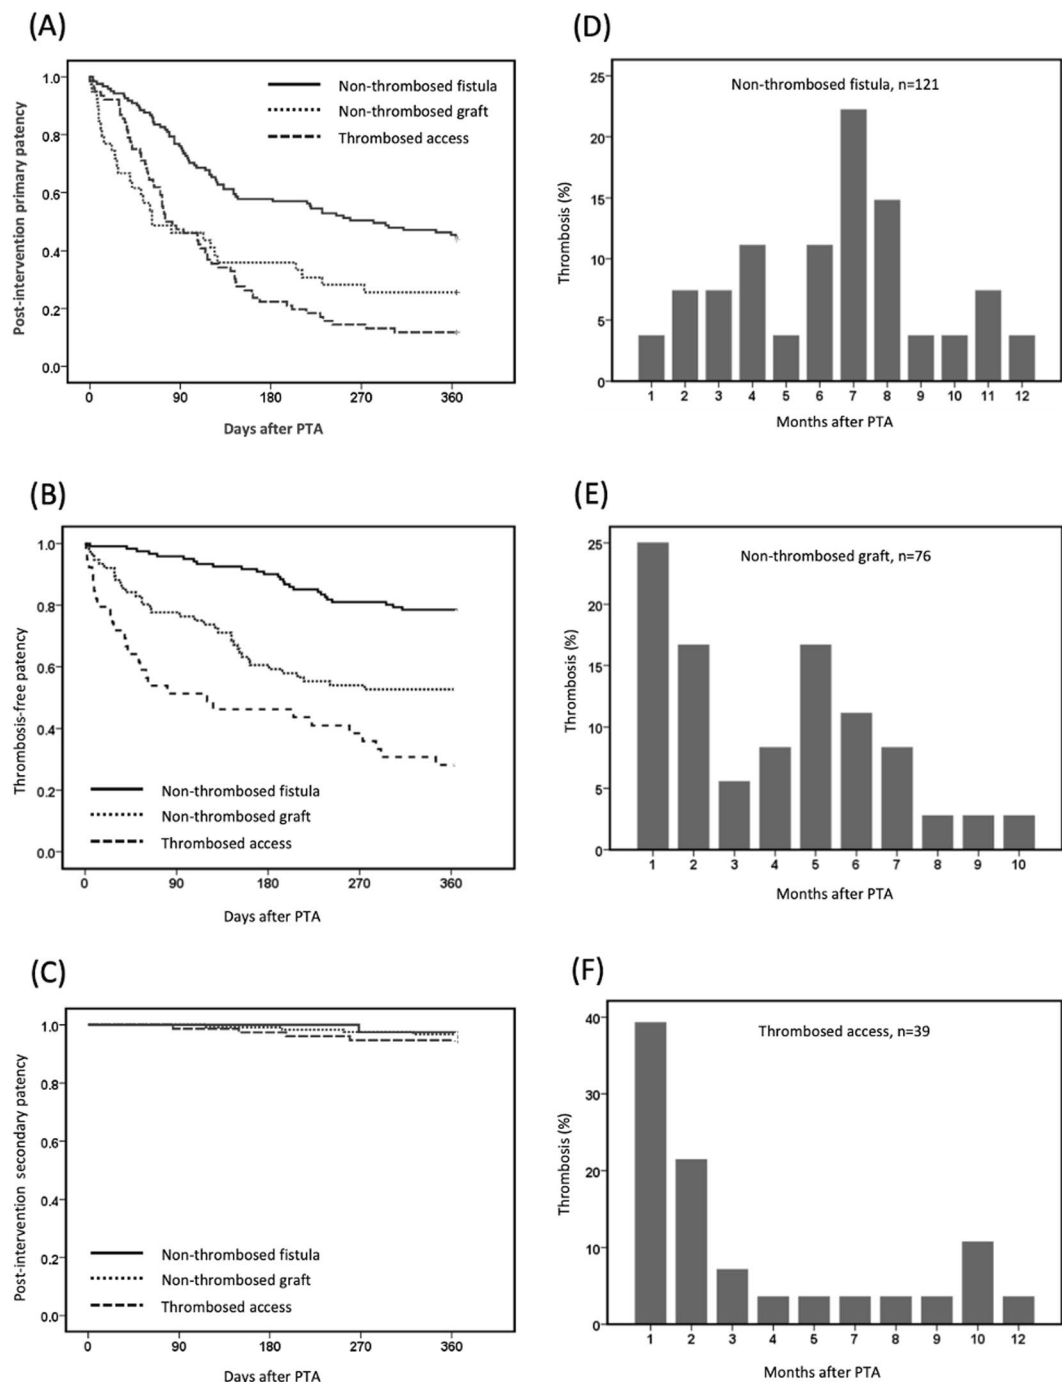 (A)
Post-intervention primary patency
1.0
0.8
0.6
0.4
0.2
0.0
Non-thrombosed fistula
Non-thrombosed graft
Thrombosed access
0 90 180 270 360
Days after PTA
(D)
Thrombosis (%)
25
20
15
10
5
0
Non-thrombosed fistula, n=121
1 2 3 4 5 6 7 8 9 10 11 12
Months after PTA
(B)
Thrombosis-free patency
1.0
0.8
0.6
0.4
0.2
0.0
Non-thrombosed fistula
Non-thrombosed graft
Thrombosed access
0 90 180 270 360
Days after PTA
(E)
Thrombosis (%)
25
20
15
10
5
0
Non-thrombosed graft, n=76
1 2 3 4 5 6 7 8 9 10
Months after PTA
(C)
Post-intervention secondary patency
1.0
0.8
0.6
0.4
0.2
0.0
Non-thrombosed fistula
Non-thrombosed graft
Thrombosed access
0 90 180 270 360
Days after PTA
(F)
Thrombosis (%)
40
30
20
10
0
Thrombosed access, n=39
1 2 3 4 5 7 8 9 10 12
Months after PTA